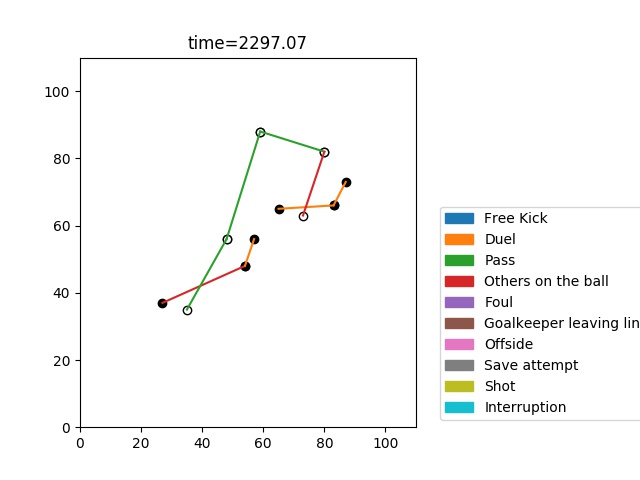 time=2297.07
100
80
60
40
20
0
0 20 40 60 80 100
Free Kick
Duel
Pass
Others on the ball
Foul
Goalkeeper leaving lin
Offside
Save attempt
Shot
Interruption